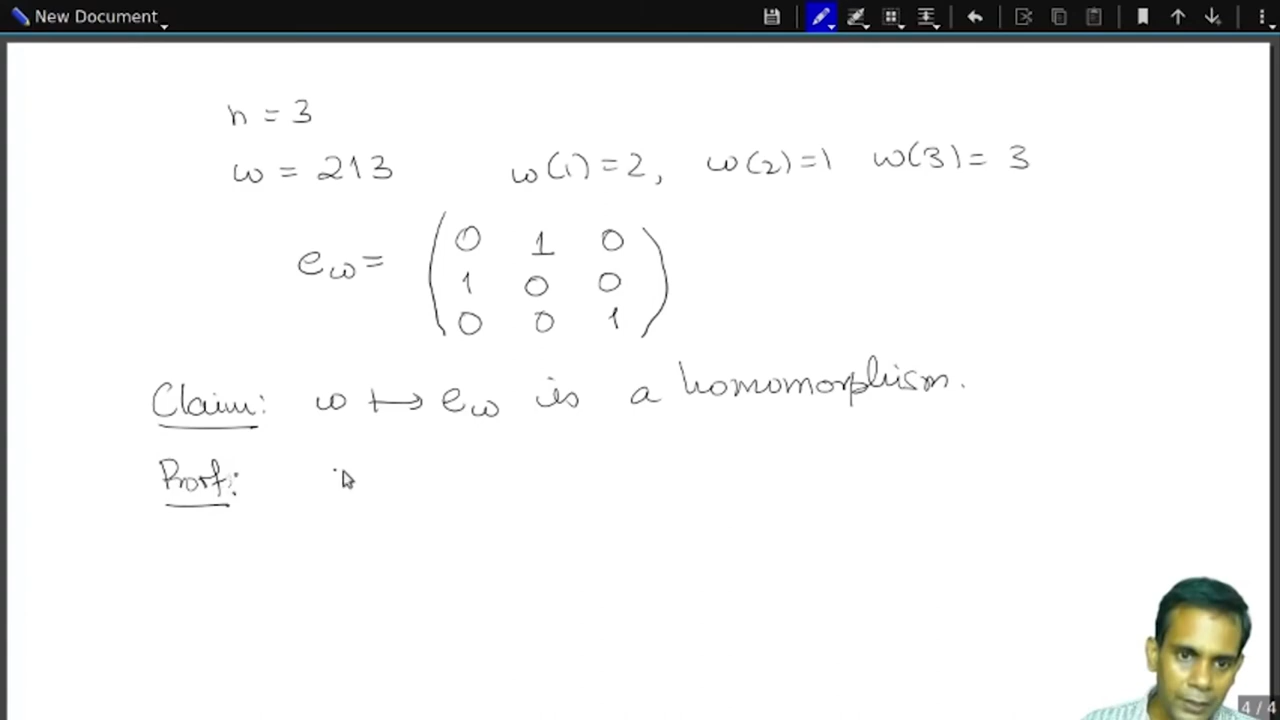 New Document
n = 3
w = 213 w(1) = 2, w(2) = 1 w(3) = 3
e_w = ( 0 1 0
1 0 0
0 0 1 )
Claim: w ↦ e_w is a homomorphism.
Proof:
4 / 4